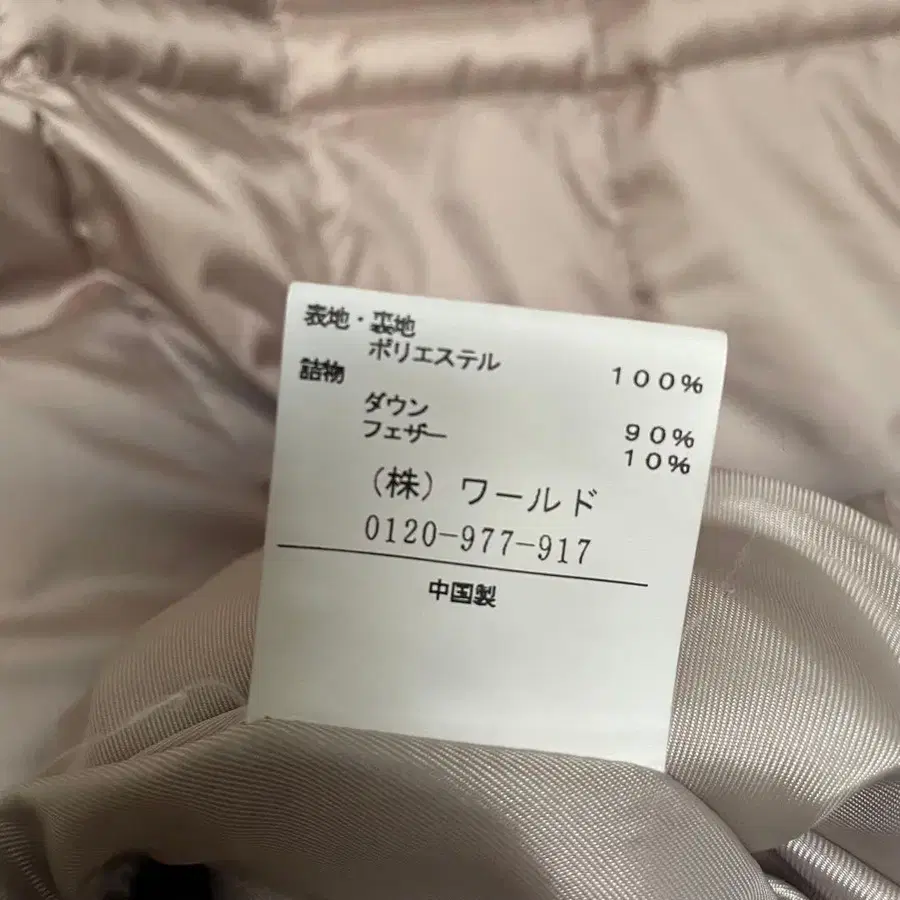 表地・裏地
ポリエステル 100%
詰物
ダウン 90%
フェザー 10%
（株）ワールド
0120-977-917
中国製